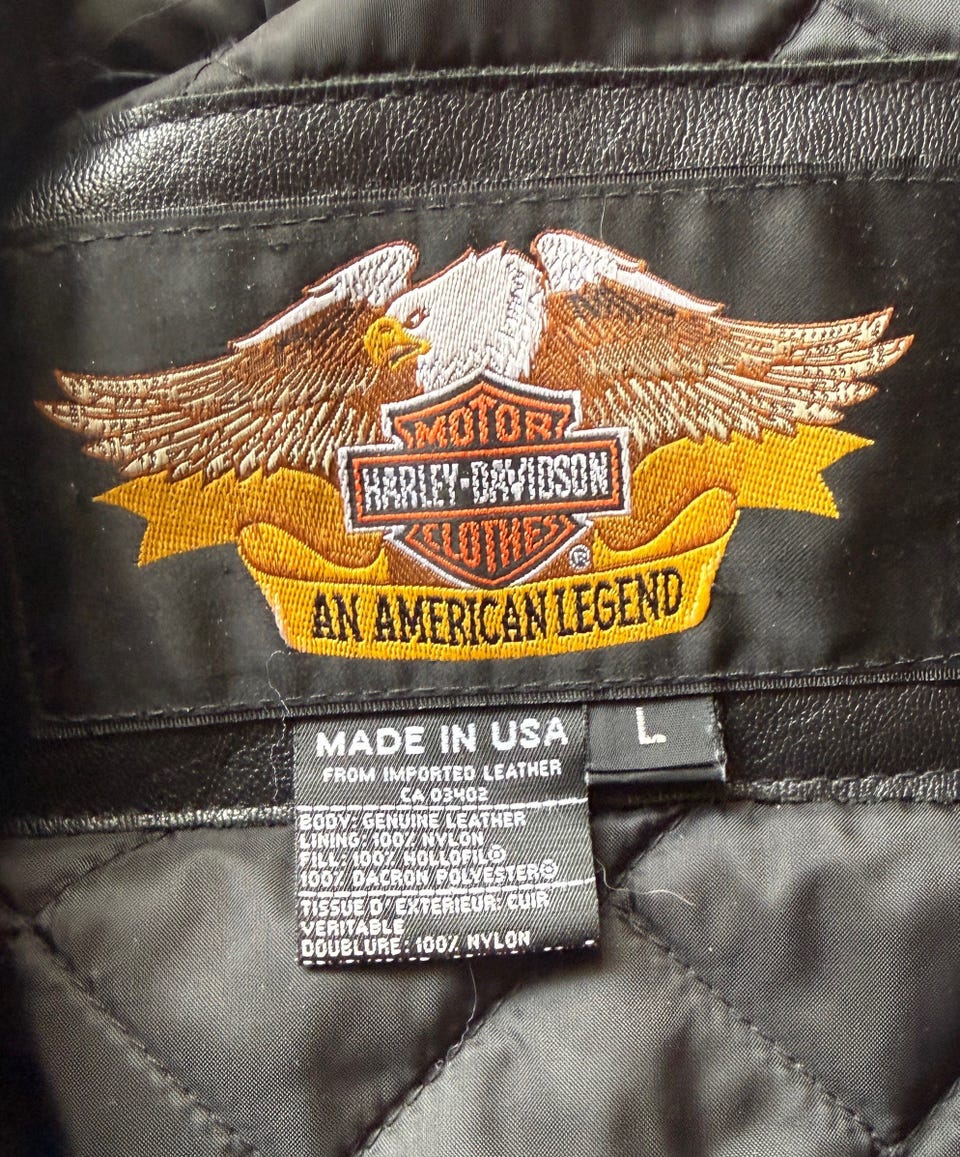 MOTOR
HARLEY-DAVIDSON
CLOTHES
®
AN AMERICAN LEGEND
MADE IN USA
L
FROM IMPORTED LEATHER
CA 03402
BODY: GENUINE LEATHER
LINING: 100% NYLON
FILL: 100% HOLLOFIL®
100% DACRON POLYESTER®
TISSUE D' EXTERIEUR: CUIR
VERITABLE
DOUBLURE: 100% NYLON